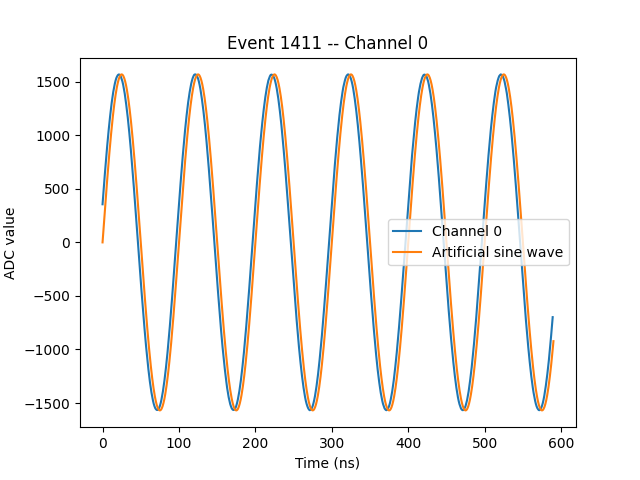 Event 1411 -- Channel 0
1500
1000
500
0
−500
−1000
−1500
ADC value
Channel 0
Artificial sine wave
0 100 200 300 400 500 600
Time (ns)